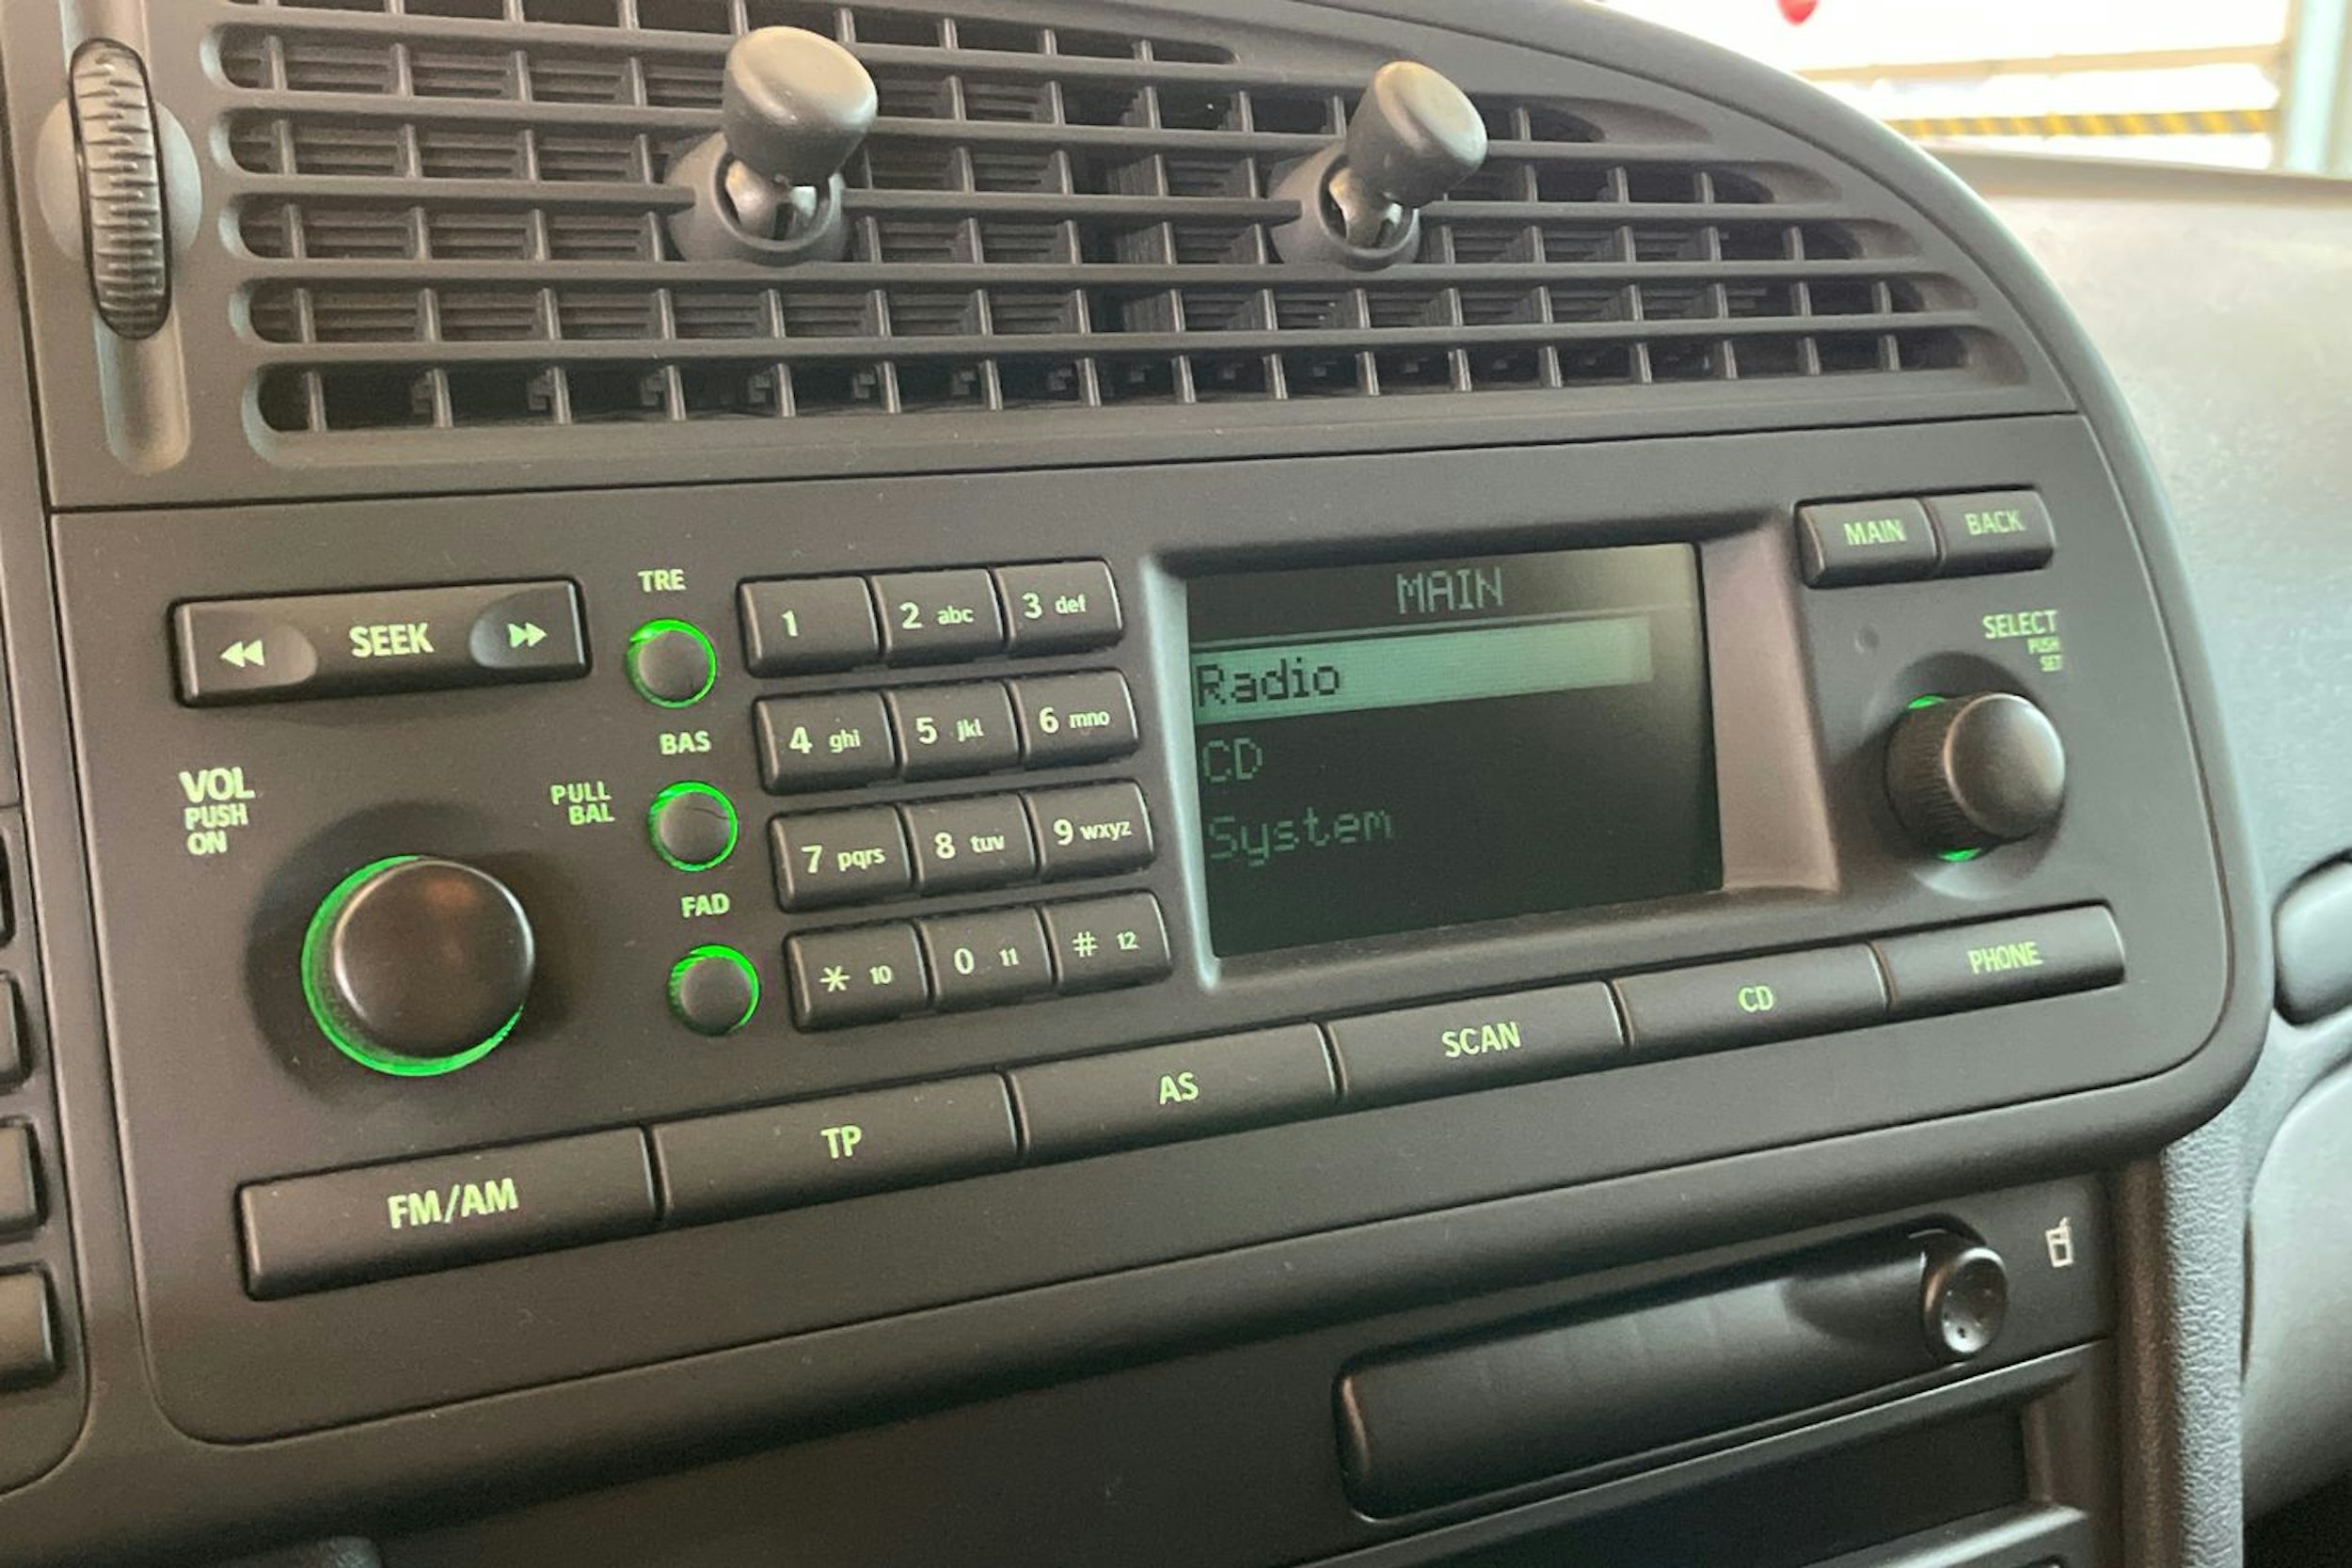 SEEK
VOL
PUSH
ON
TRE
BAS
PULL
BAL
FAD
1
2 abc
3 def
4 ghi
5 jkl
6 mno
7 pqrs
8 tuv
9 wxyz
* 10
0 11
# 12
MAIN
Radio
CD
System
MAIN
BACK
SELECT
PUSH
SET
FM/AM
TP
AS
SCAN
CD
PHONE